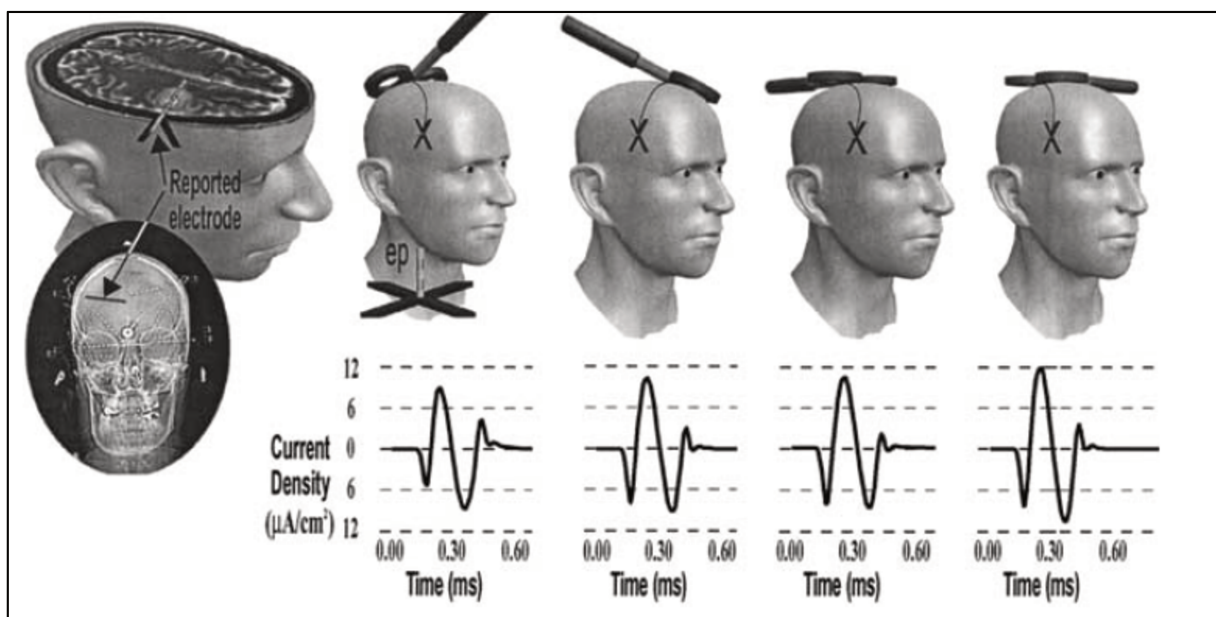 X
X
X
X
Reported
electrode
ep
12
6
0
6
12
Current
Density
(µA/cm²)
0.00 0.30 0.60
0.00 0.30 0.60
0.00 0.30 0.60
0.00 0.30 0.60
Time (ms)
Time (ms)
Time (ms)
Time (ms)